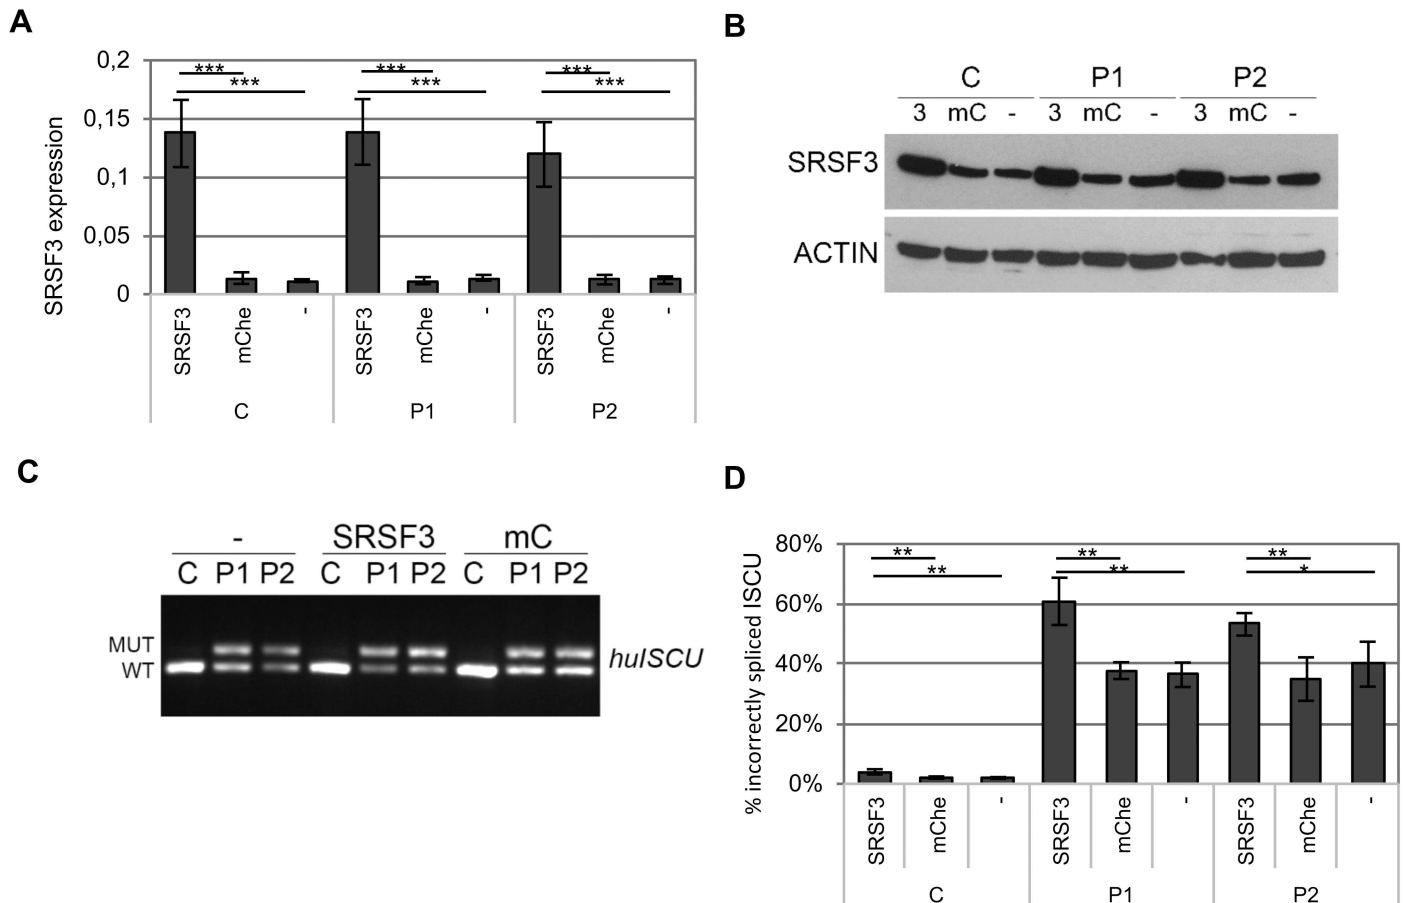 A
0,2
0,15
0,1
0,05
0
SRSF3 expression
*** *** ***
*** *** ***
SRSF3 mChe - SRSF3 mChe - SRSF3 mChe -
C P1 P2
B
C P1 P2
3 mC - 3 mC - 3 mC -
SRSF3
ACTIN
C
- SRSF3 mC
C P1 P2 C P1 P2 C P1 P2
MUT
WT
huISCU
D
80%
60%
40%
20%
0%
% incorrectly spliced ISCU
** ** **
** ** *
SRSF3 mChe - SRSF3 mChe - SRSF3 mChe -
C P1 P2